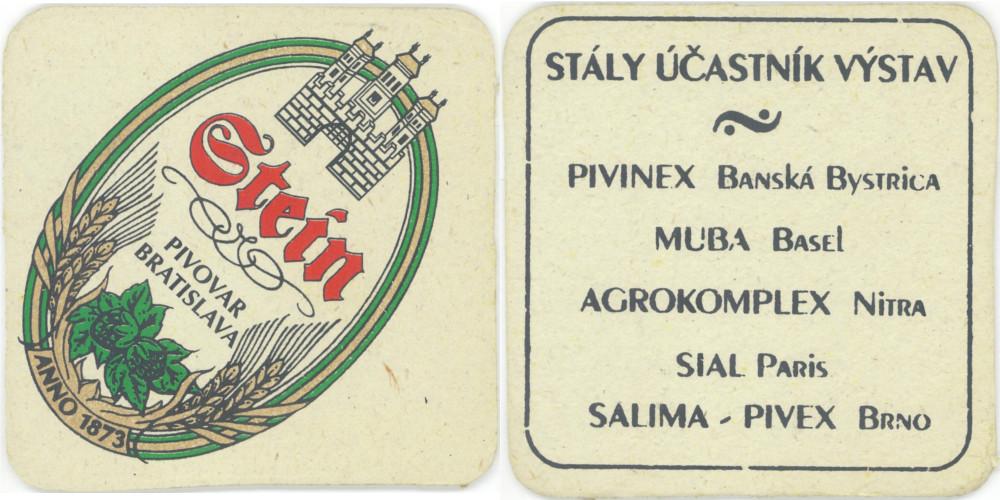 Stein
PIVOVAR
BRATISLAVA
ANNO 1873
STÁLY ÚČASTNÍK VÝSTAV
PIVINEX BANSKÁ BYSTRICA
MUBA BASEL
AGROKOMPLEX NITRA
SIAL PARIS
SALIMA - PIVEX BRNO